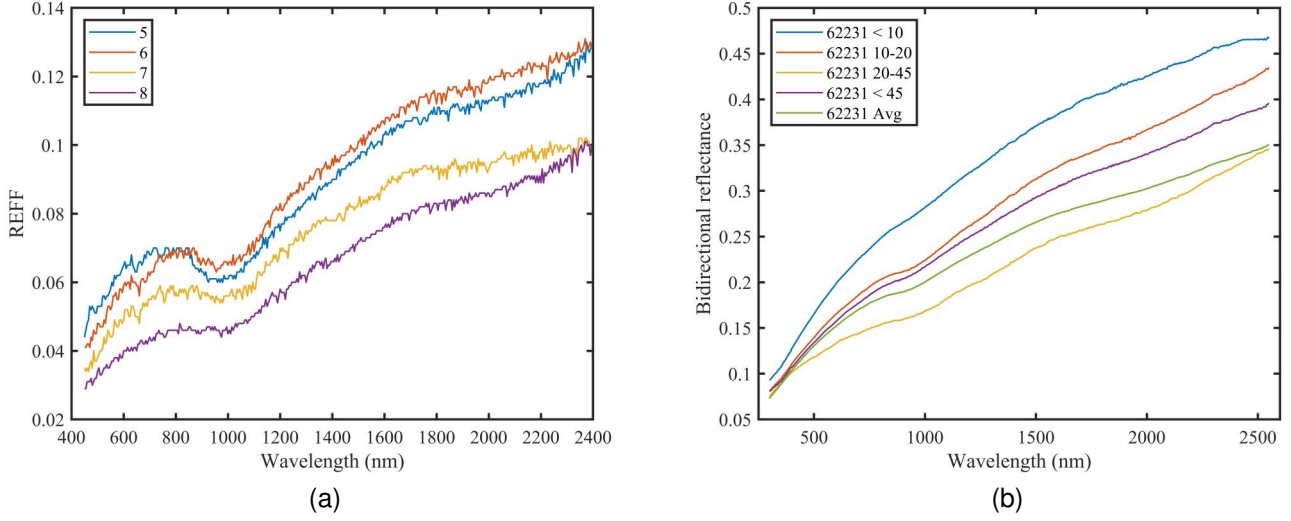 0.14
0.12
0.1
0.08
0.06
0.04
0.02
REFF
5
6
7
8
400 600 800 1000 1200 1400 1600 1800 2000 2200 2400
Wavelength (nm)
(a)
0.5
0.45
0.4
0.35
0.3
0.25
0.2
0.15
0.1
0.05
Bidirectional reflectance
62231 < 10
62231 10-20
62231 20-45
62231 < 45
62231 Avg
500 1000 1500 2000 2500
Wavelength (nm)
(b)